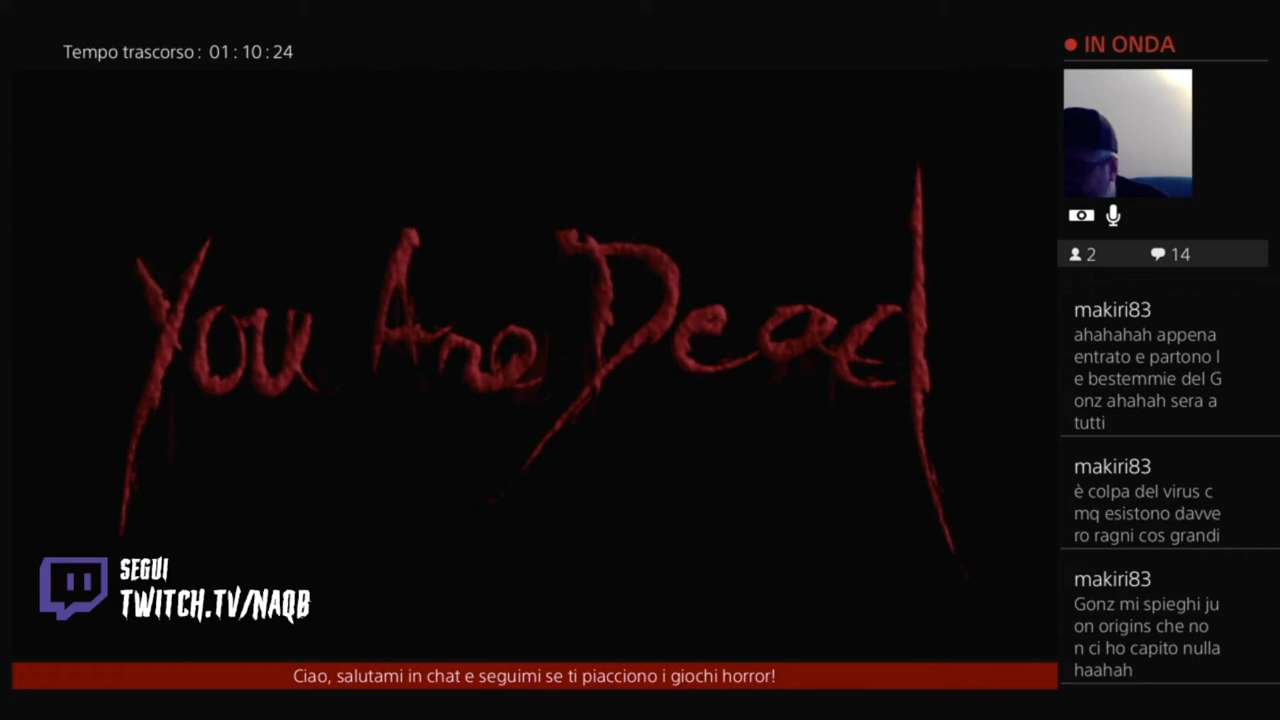 Tempo trascorso: 01:10:24
IN ONDA
You Are Dead
2
14
makiri83
ahahahah appena
entrato e partono l
e bestemmie del G
onz ahahah sera a
tutti
makiri83
è colpa del virus c
mq esistono davve
ro ragni cos grandi
makiri83
Gonz mi spieghi ju
on origins che no
n ci ho capito nulla
haahah
SEGUI
TWITCH.TV/NAQB
Ciao, salutami in chat e seguimi se ti piacciono i giochi horror!